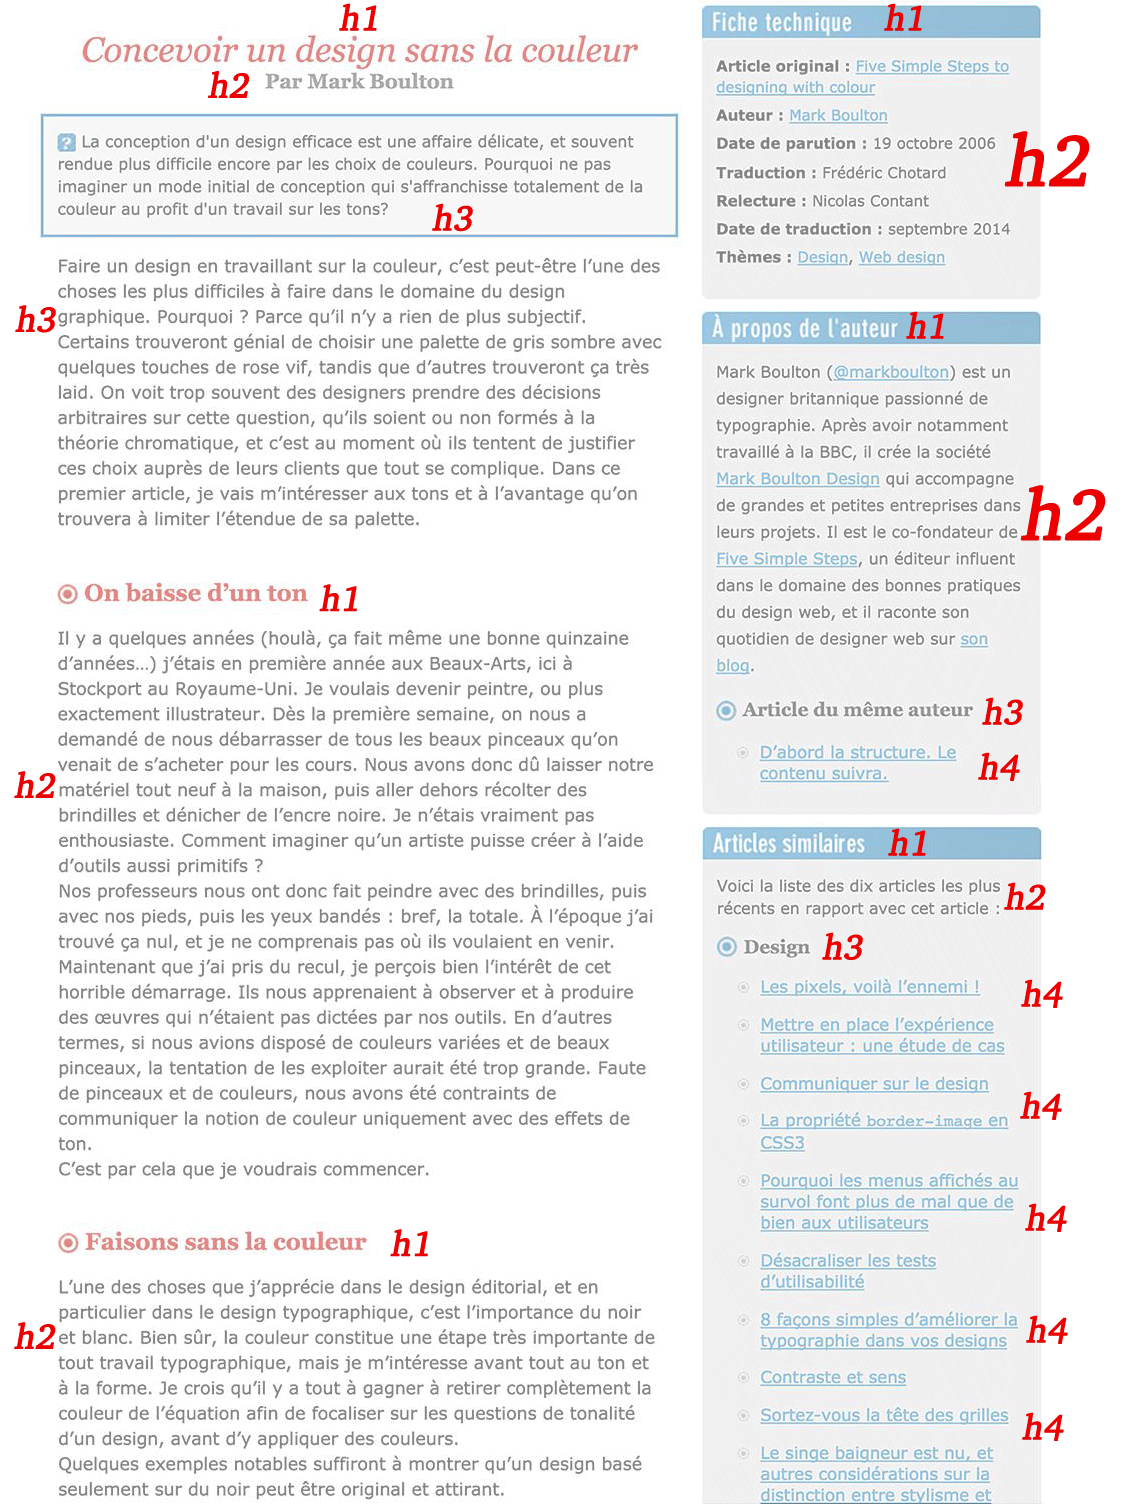 h1
Concevoir un design sans la couleur
h2 Par Mark Boulton
? La conception d'un design efficace est une affaire délicate, et souvent
rendue plus difficile encore par les choix de couleurs. Pourquoi ne pas
imaginer un mode initial de conception qui s'affranchisse totalement de la
couleur au profit d'un travail sur les tons?
h3
Faire un design en travaillant sur la couleur, c’est peut-être l’une des
choses les plus difficiles à faire dans le domaine du design
h3 graphique. Pourquoi ? Parce qu’il n’y a rien de plus subjectif.
Certains trouveront génial de choisir une palette de gris sombre avec
quelques touches de rose vif, tandis que d’autres trouveront ça très
laid. On voit trop souvent des designers prendre des décisions
arbitraires sur cette question, qu’ils soient ou non formés à la
théorie chromatique, et c’est au moment où ils tentent de justifier
ces choix auprès de leurs clients que tout se complique. Dans ce
premier article, je vais m’intéresser aux tons et à l’avantage qu’on
trouvera à limiter l’étendue de sa palette.
On baisse d’un ton h1
Il y a quelques années (houlà, ça fait même une bonne quinzaine
d’années…) j’étais en première année aux Beaux-Arts, ici à
Stockport au Royaume-Uni. Je voulais devenir peintre, ou plus
exactement illustrateur. Dès la première semaine, on nous a
demandé de nous débarrasser de tous les beaux pinceaux qu’on
venait de s’acheter pour les cours. Nous avons donc dû laisser notre
h2 matériel tout neuf à la maison, puis aller dehors récolter des
brindilles et dénicher de l’encre noire. Je n’étais vraiment pas
enthousiaste. Comment imaginer qu’un artiste puisse créer à l’aide
d’outils aussi primitifs ?
Nos professeurs nous ont donc fait peindre avec des brindilles, puis
avec nos pieds, puis les yeux bandés : bref, la totale. À l’époque j’ai
trouvé ça nul, et je ne comprenais pas où ils voulaient en venir.
Maintenant que j’ai pris du recul, je perçois bien l’intérêt de cet
horrible démarrage. Ils nous apprenaient à observer et à produire
des œuvres qui n’étaient pas dictées par nos outils. En d’autres
termes, si nous avions disposé de couleurs variées et de beaux
pinceaux, la tentation de les exploiter aurait été trop grande. Faute
de pinceaux et de couleurs, nous avons été contraints de
communiquer la notion de couleur uniquement avec des effets de
ton.
C’est par cela que je voudrais commencer.
Faisons sans la couleur h1
L’une des choses que j’apprécie dans le design éditorial, et en
particulier dans le design typographique, c’est l’importance du noir
h2 et blanc. Bien sûr, la couleur constitue une étape très importante de
tout travail typographique, mais je m’intéresse avant tout au ton et
à la forme. Je crois qu’il y a tout à gagner à retirer complètement la
couleur de l’équation afin de focaliser sur les questions de tonalité
d’un design, avant d’y appliquer des couleurs.
Quelques exemples notables suffiront à montrer qu’un design basé
seulement sur du noir peut être original et attirant.
Fiche technique h1
Article original : Five Simple Steps to
designing with colour
Auteur : Mark Boulton
Date de parution : 19 octobre 2006
h2
Traduction : Frédéric Chotard
Relecture : Nicolas Contant
Date de traduction : septembre 2014
Thèmes : Design, Web design
À propos de l'auteur h1
Mark Boulton (@markboulton) est un
designer britannique passionné de
typographie. Après avoir notamment
travaillé à la BBC, il crée la société
Mark Boulton Design qui accompagne
de grandes et petites entreprises dans
h2
leurs projets. Il est le co-fondateur de
Five Simple Steps, un éditeur influent
dans le domaine des bonnes pratiques
du design web, et il raconte son
quotidien de designer web sur son
blog.
Article du même auteur h3
D’abord la structure. Le
contenu suivra.
h4
Articles similaires h1
Voici la liste des dix articles les plus
récents en rapport avec cet article : h2
Design h3
Les pixels, voilà l’ennemi ! h4
Mettre en place l’expérience
utilisateur : une étude de cas
Communiquer sur le design
h4
La propriété border-image en
CSS3
Pourquoi les menus affichés au
survol font plus de mal que de
bien aux utilisateurs h4
Désacraliser les tests
d’utilisabilité
8 façons simples d’améliorer la
typographie dans vos designs h4
Contraste et sens
Sortez-vous la tête des grilles
h4
Le singe baigneur est nu, et
autres considérations sur la
distinction entre stylisme et